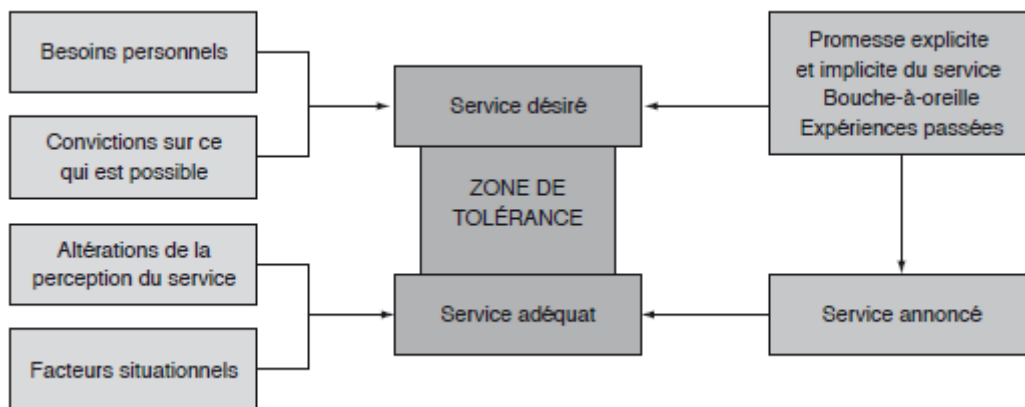 Besoins personnels
Convictions sur ce
qui est possible
Altérations de la
perception du service
Facteurs situationnels
Service désiré
ZONE DE
TOLÉRANCE
Service adéquat
Promesse explicite
et implicite du service
Bouche-à-oreille
Expériences passées
Service annoncé